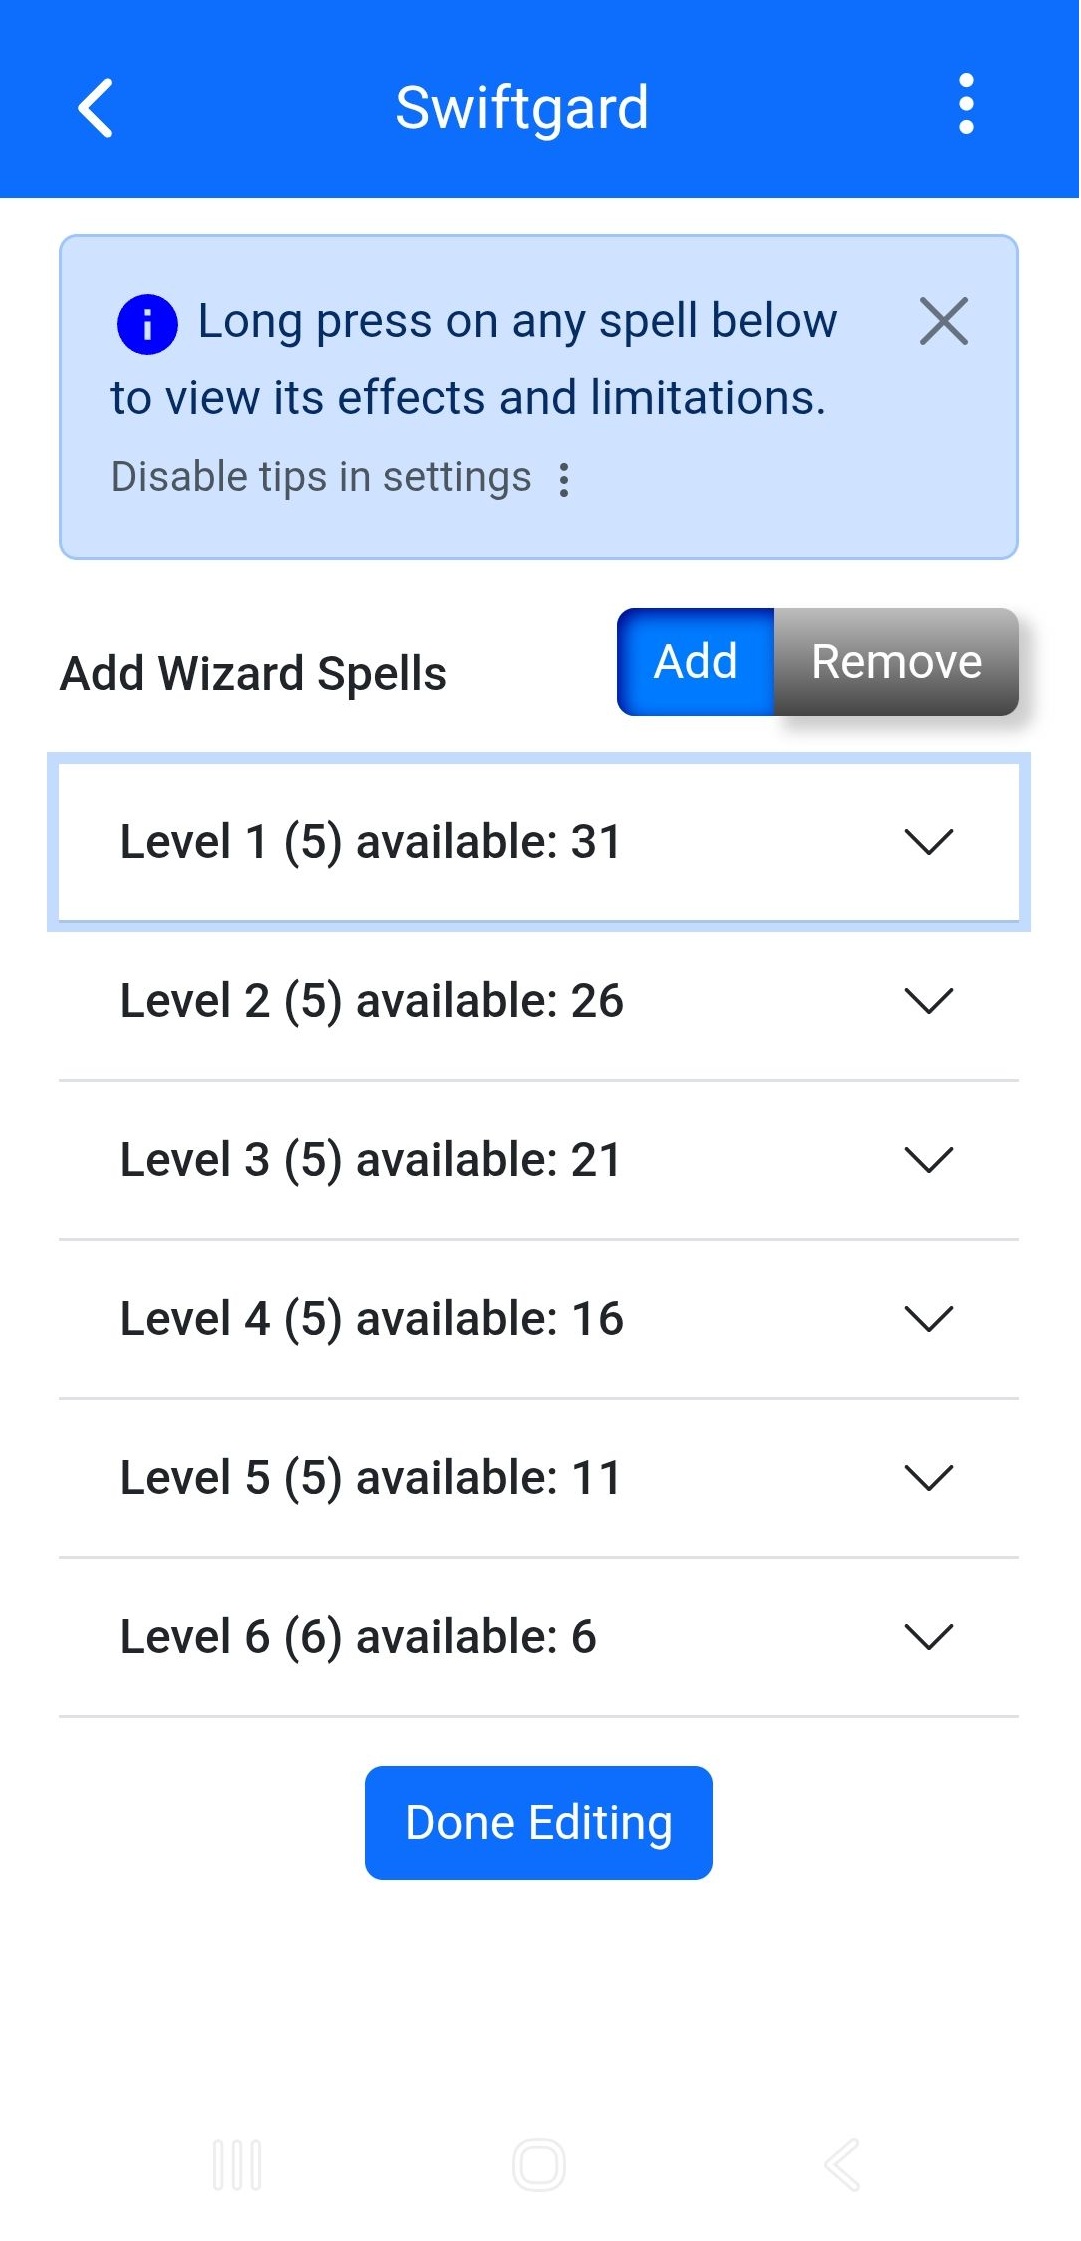 Swiftgard
Long press on any spell below
to view its effects and limitations.
Disable tips in settings
Add Wizard Spells
Add
Remove
Level 1 (5) available: 31
Level 2 (5) available: 26
Level 3 (5) available: 21
Level 4 (5) available: 16
Level 5 (5) available: 11
Level 6 (6) available: 6
Done Editing